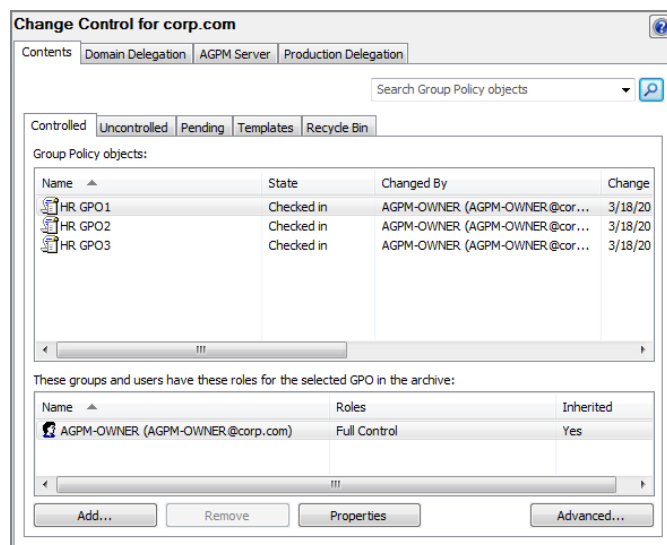 Change Control for corp.com
Contents Domain Delegation AGPM Server Production Delegation
Search Group Policy objects
Controlled Uncontrolled Pending Templates Recycle Bin
Group Policy objects:
Name State Changed By Change
HR GPO1 Checked in AGPM-OWNER (AGPM-OWNER@cor... 3/18/20
HR GPO2 Checked in AGPM-OWNER (AGPM-OWNER@cor... 3/18/20
HR GPO3 Checked in AGPM-OWNER (AGPM-OWNER@cor... 3/18/20
These groups and users have these roles for the selected GPO in the archive:
Name Roles Inherited
AGPM-OWNER (AGPM-OWNER@corp.com) Full Control Yes
Add... Remove Properties Advanced...